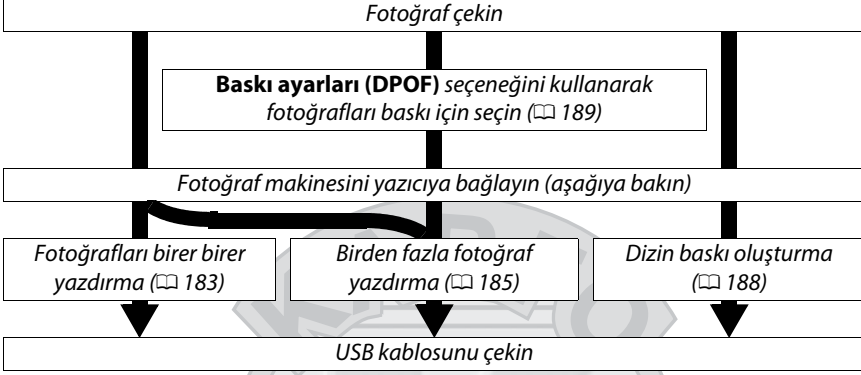 Fotoğraf çekin
Baskı ayarları (DPOF) seçeneğini kullanarak
fotoğrafları baskı için seçin (🕮 189)
Fotoğraf makinesini yazıcıya bağlayın (aşağıya bakın)
Fotoğrafları birer birer
yazdırma (🕮 183)
Birden fazla fotoğraf
yazdırma (🕮 185)
Dizin baskı oluşturma
(🕮 188)
USB kablosunu çekin